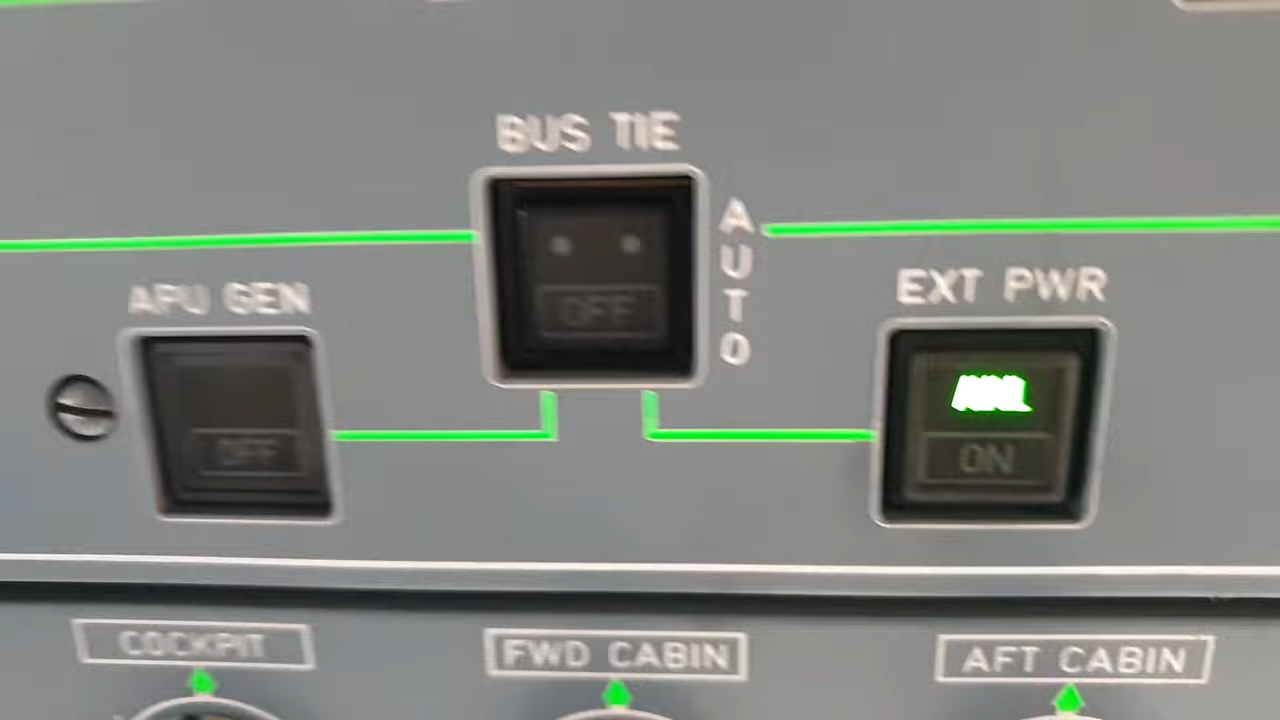 BUS TIE
AUTO
OFF
APU GEN
OFF
EXT PWR
ON
COCKPIT
FWD CABIN
AFT CABIN